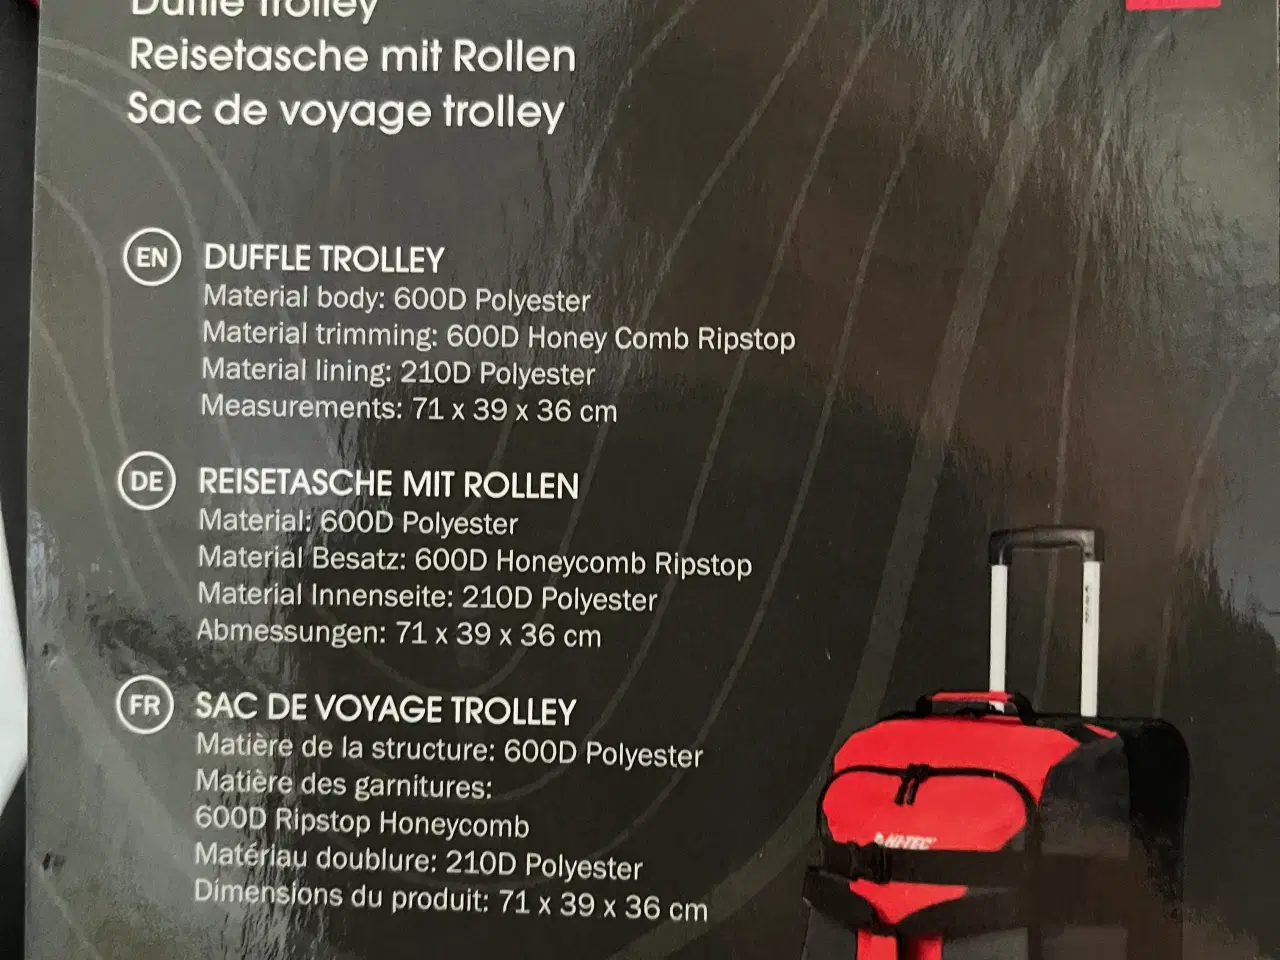 Duffle Trolley
Reisetasche mit Rollen
Sac de voyage trolley
EN DUFFLE TROLLEY
Material body: 600D Polyester
Material trimming: 600D Honey Comb Ripstop
Material lining: 210D Polyester
Measurements: 71 x 39 x 36 cm
DE REISETASCHE MIT ROLLEN
Material: 600D Polyester
Material Besatz: 600D Honeycomb Ripstop
Material Innenseite: 210D Polyester
Abmessungen: 71 x 39 x 36 cm
FR SAC DE VOYAGE TROLLEY
Matière de la structure: 600D Polyester
Matière des garnitures:
600D Ripstop Honeycomb
Matériau doublure: 210D Polyester
Dimensions du produit: 71 x 39 x 36 cm
HI-TEC